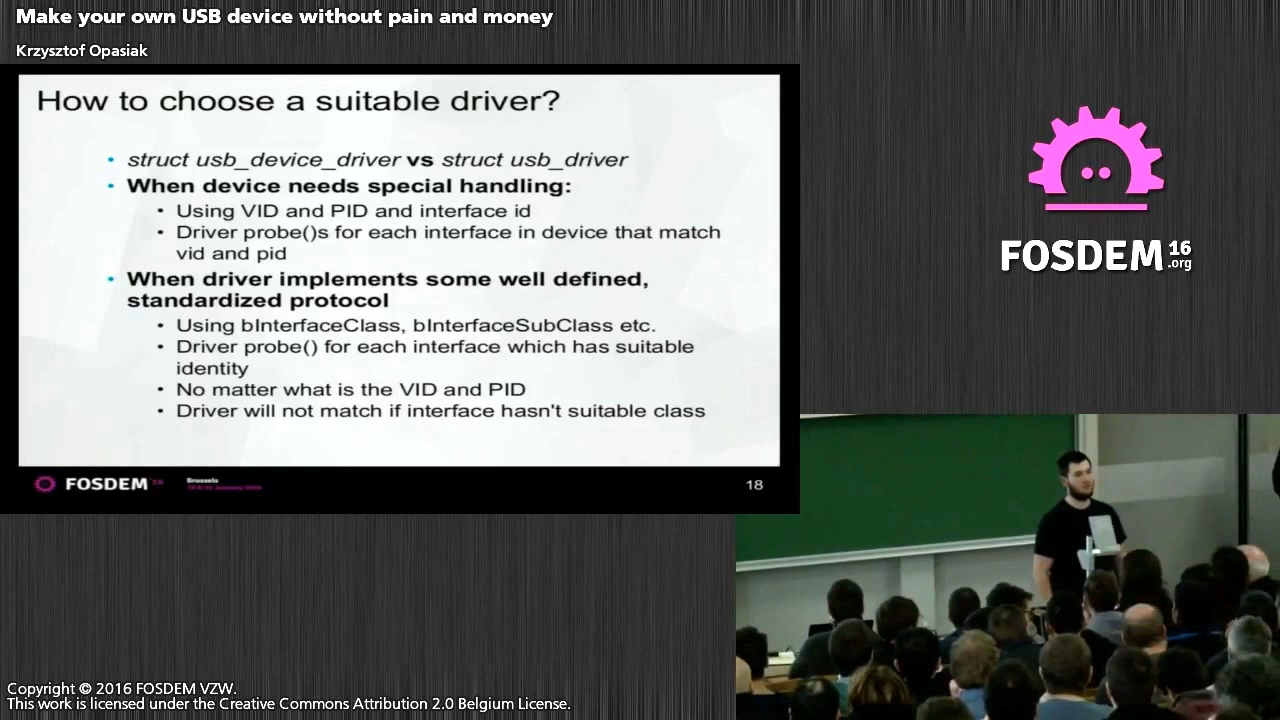 Make your own USB device without pain and money
Krzysztof Opasiak
How to choose a suitable driver?
• struct usb_device_driver vs struct usb_driver
• When device needs special handling:
• Using VID and PID and interface id
• Driver probe()s for each interface in device that match
vid and pid
• When driver implements some well defined,
standardized protocol
• Using bInterfaceClass, bInterfaceSubClass etc.
• Driver probe() for each interface which has suitable
identity
• No matter what is the VID and PID
• Driver will not match if interface hasn't suitable class
FOSDEM
Brussels
18
FOSDEM 16
.org
Copyright © 2016 FOSDEM VZW.
This work is licensed under the Creative Commons Attribution 2.0 Belgium License.